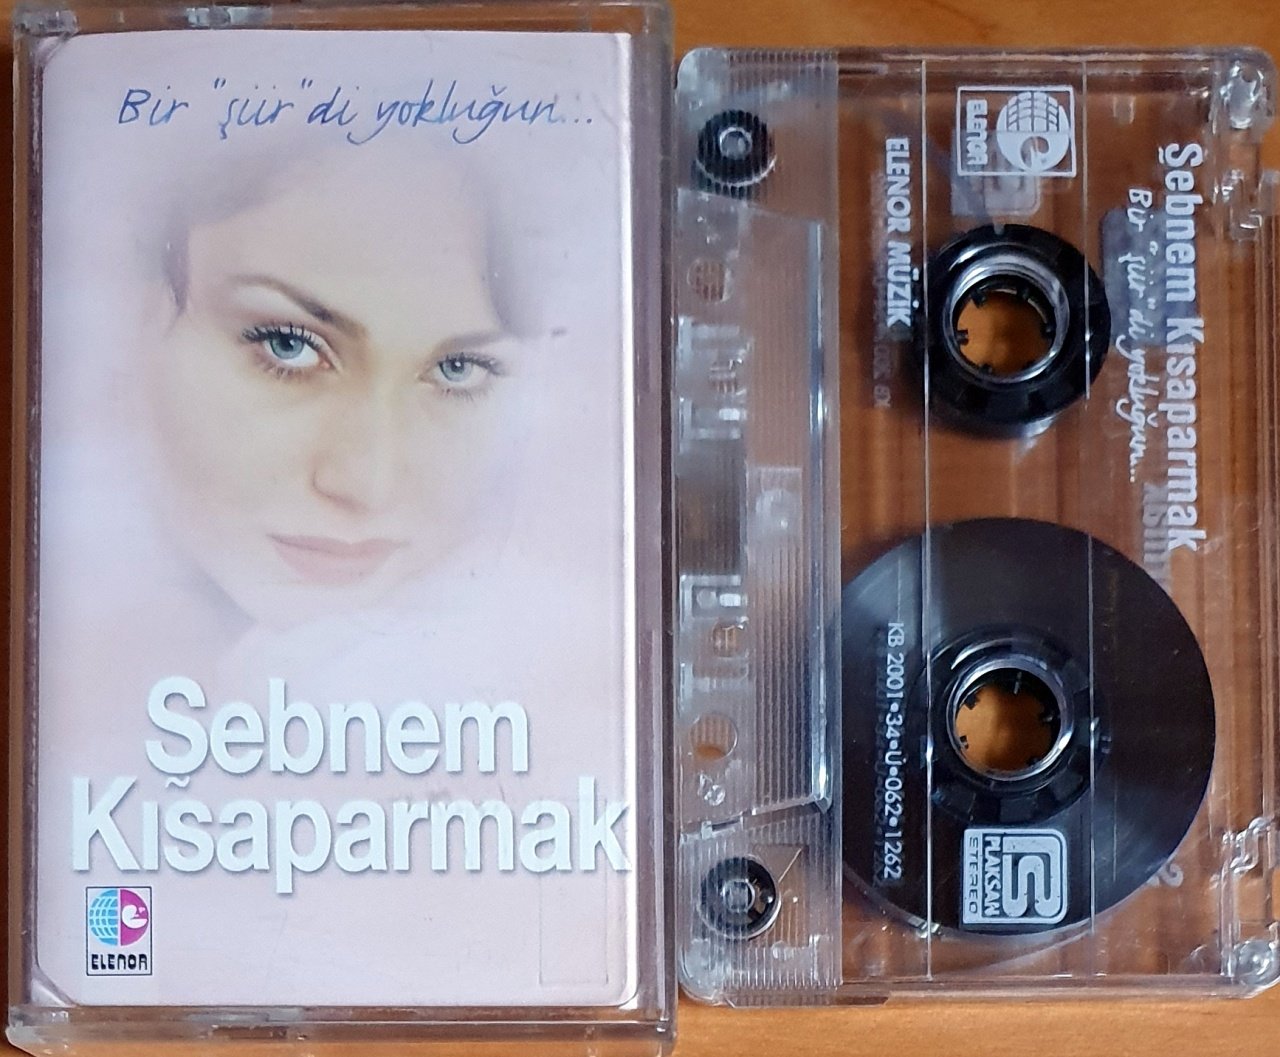 Bir "şiir"di yokluğun...
Şebnem
Kısaparmak
ELENOR
Şebnem Kısaparmak
Bir "şiir"di yokluğun...
ELENOR
ELENOR MÜZİK
KB 2001•34•Ü•062•1262
PLAKSAN
STEREO